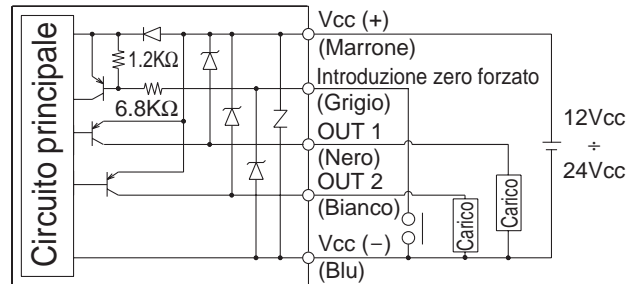 Circuito principale
1.2KΩ
6.8KΩ
Vcc (+)
(Marrone)
Introduzione zero forzato
(Grigio)
OUT 1
(Nero)
OUT 2
(Bianco)
Vcc (−)
(Blu)
Carico
Carico
12Vcc
÷
24Vcc